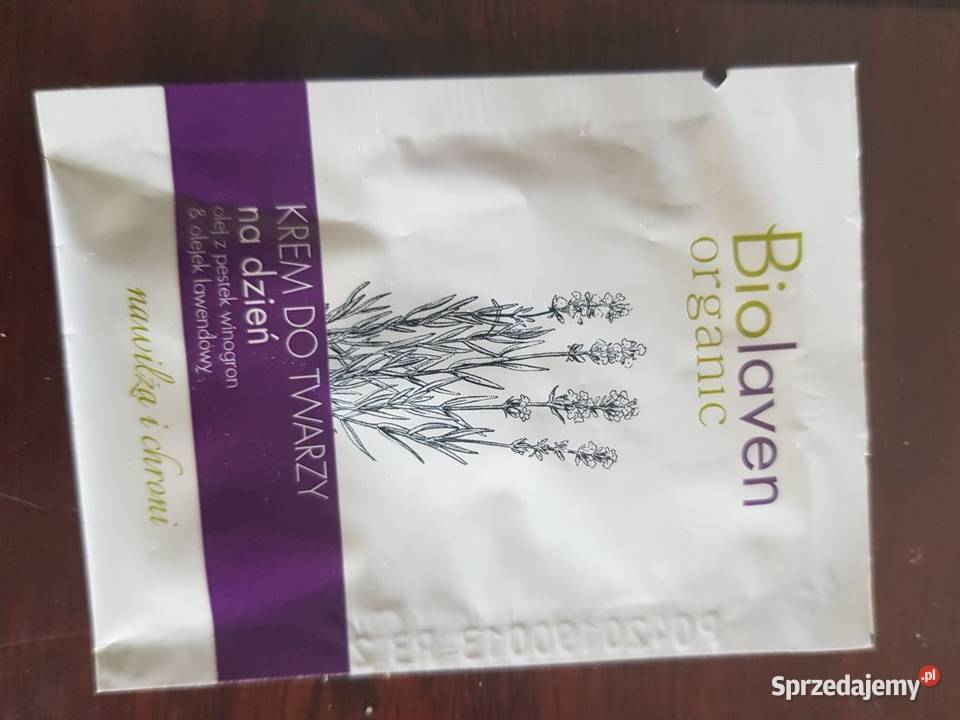 Biolaven
organic
KREM DO TWARZY
na dzień
olej z pestek winogron
& olejek lawendowy
nawilża i chroni
Sprzedajemy.pl